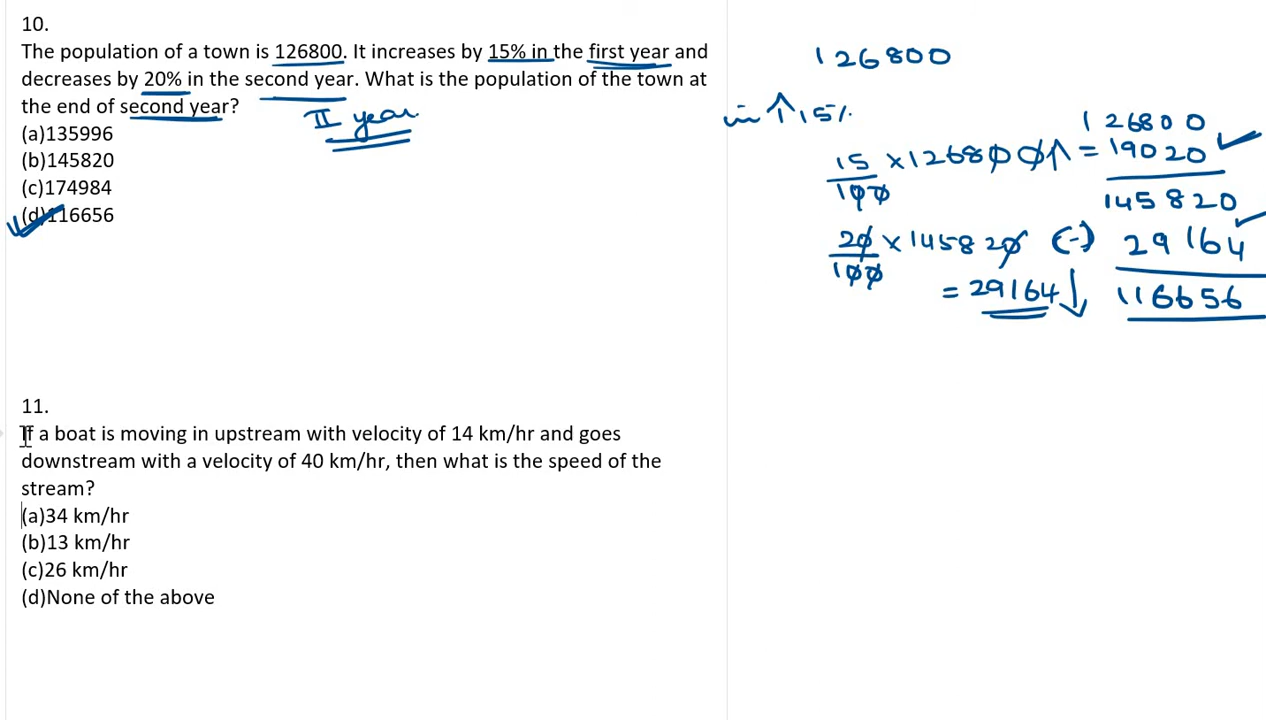 10.
The population of a town is 126800. It increases by 15% in the first year and
decreases by 20% in the second year. What is the population of the town at
the end of second year?
(a)135996
(b)145820
(c)174984
(d)116656
II year
126800
in ↑ 15%
126800
15/100 × 126800 ↑ = 19020
145820
20/100 × 145820 (-) 29164
= 29164 ↓ 116656
11.
If a boat is moving in upstream with velocity of 14 km/hr and goes
downstream with a velocity of 40 km/hr, then what is the speed of the
stream?
(a)34 km/hr
(b)13 km/hr
(c)26 km/hr
(d)None of the above